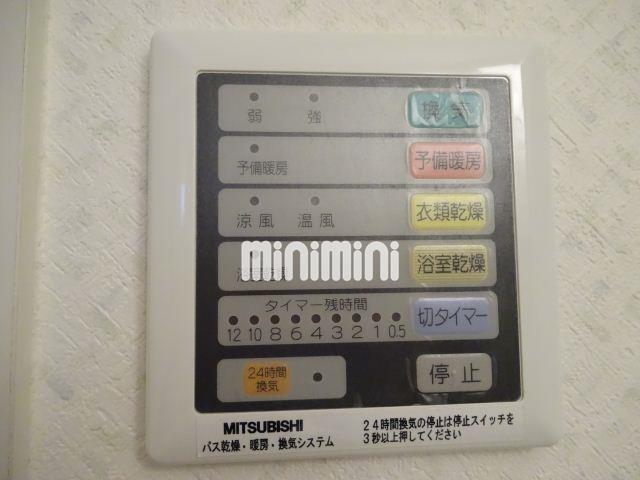 弱 強 換気
予備暖房 予備暖房
涼風 温風 衣類乾燥
minimini
浴室乾燥
タイマー残時間
12 10 8 6 4 3 2 1 0.5
切タイマー
24時間
換気
停止
MITSUBISHI
バス乾燥・暖房・換気システム
24時間換気の停止は停止スイッチを
3秒以上押してください